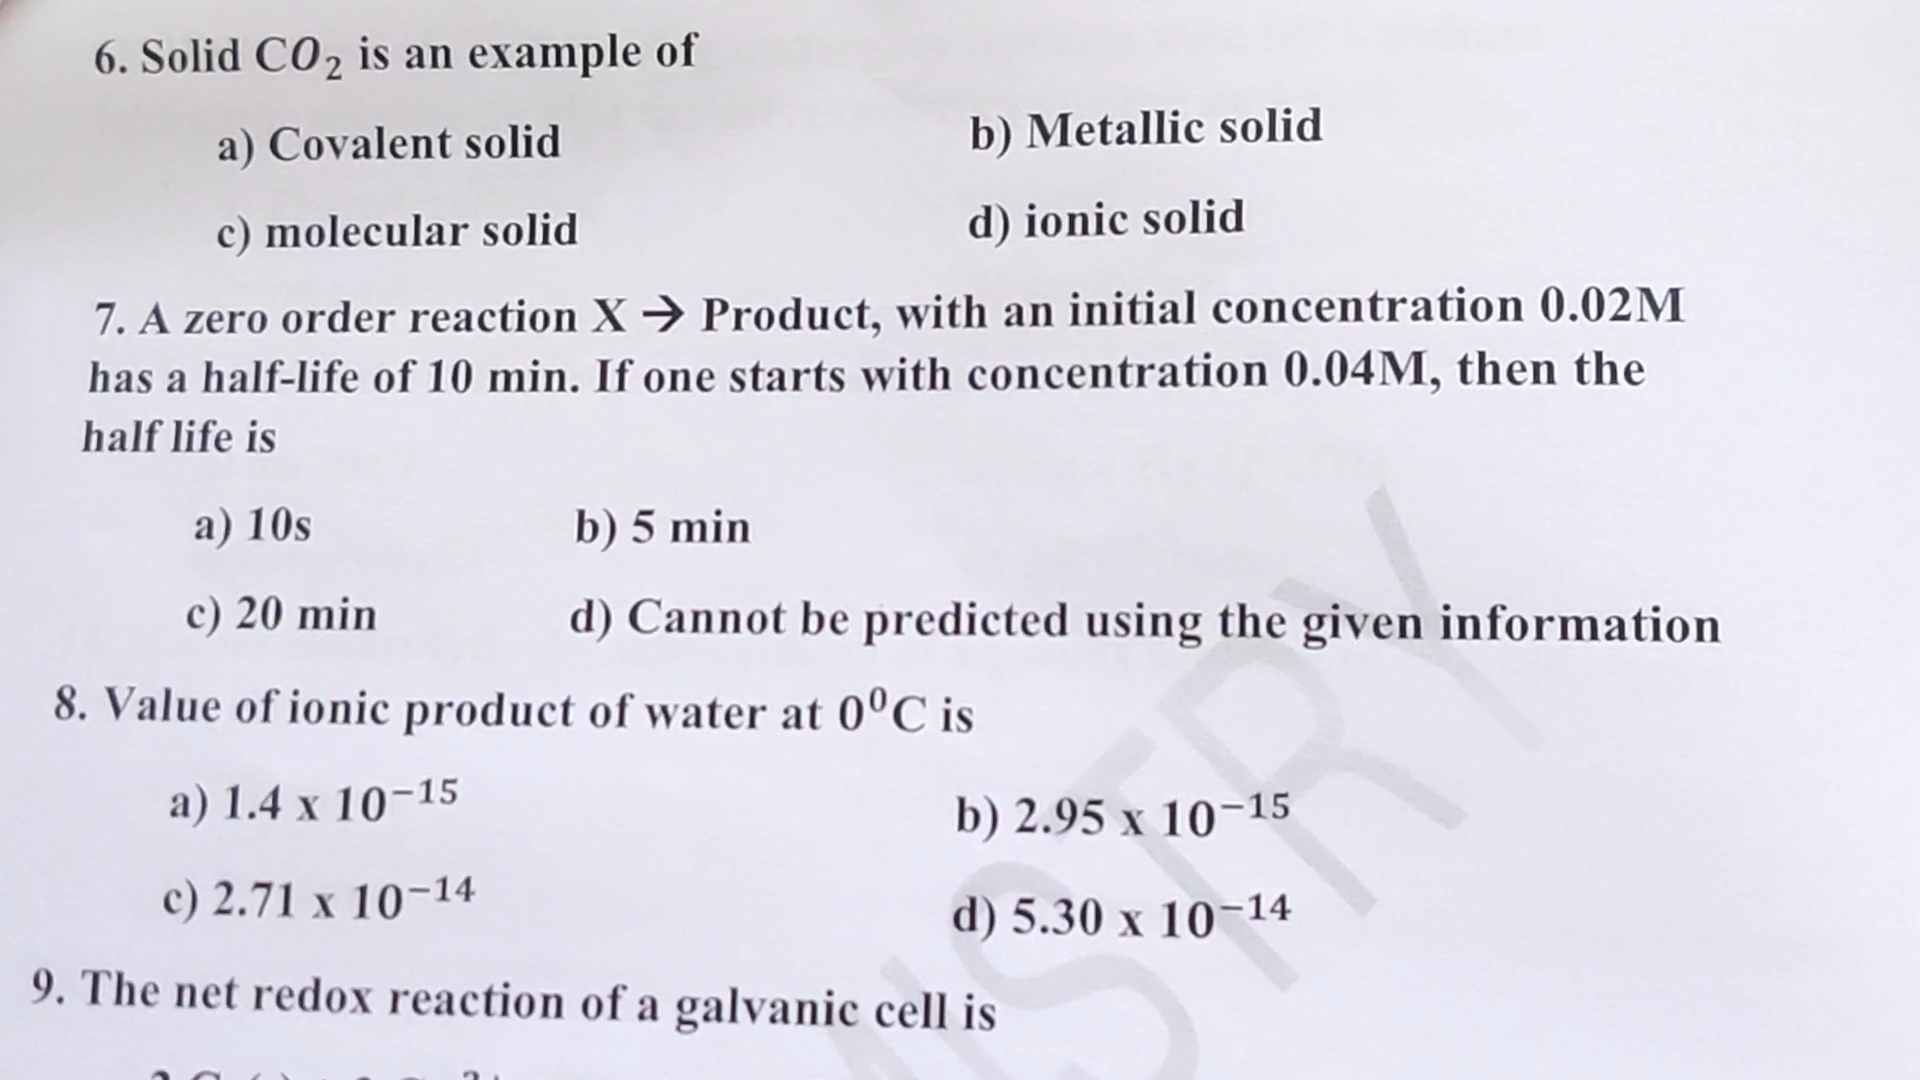 6. Solid CO₂ is an example of
a) Covalent solid b) Metallic solid
c) molecular solid d) ionic solid
7. A zero order reaction X → Product, with an initial concentration 0.02M
has a half-life of 10 min. If one starts with concentration 0.04M, then the
half life is
a) 10s b) 5 min
c) 20 min d) Cannot be predicted using the given information
8. Value of ionic product of water at 0⁰C is
a) 1.4 x 10⁻¹⁵ b) 2.95 x 10⁻¹⁵
c) 2.71 x 10⁻¹⁴ d) 5.30 x 10⁻¹⁴
9. The net redox reaction of a galvanic cell is